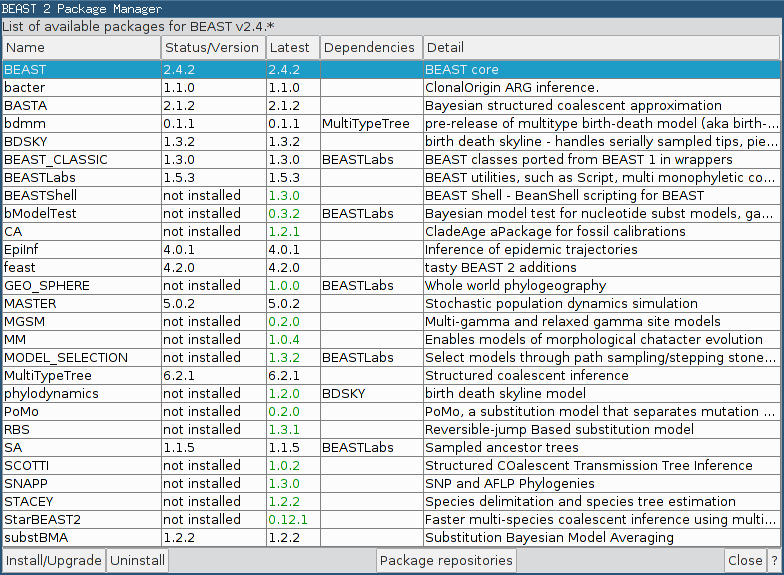 BEAST 2 Package Manager
List of available packages for BEAST v2.4.*
Name Status/Version Latest Dependencies Detail
BEAST 2.4.2 2.4.2 BEAST core
bacter 1.1.0 1.1.0 ClonalOrigin ARG inference.
BASTA 2.1.2 2.1.2 Bayesian structured coalescent approximation
bdmm 0.1.1 0.1.1 MultiTypeTree pre-release of multitype birth-death model (aka birth-...
BDSKY 1.3.2 1.3.2 birth death skyline - handles serially sampled tips, pie...
BEAST_CLASSIC 1.3.0 1.3.0 BEASTLabs BEAST classes ported from BEAST 1 in wrappers
BEASTLabs 1.5.3 1.5.3 BEAST utilities, such as Script, multi monophyletic co...
BEASTShell not installed 1.3.0 BEAST Shell - BeanShell scripting for BEAST
bModelTest not installed 0.3.2 BEASTLabs Bayesian model test for nucleotide subst models, ga...
CA not installed 1.2.1 CladeAge aPackage for fossil calibrations
EpiInf 4.0.1 4.0.1 Inference of epidemic trajectories
feast 4.2.0 4.2.0 tasty BEAST 2 additions
GEO_SPHERE not installed 1.0.0 BEASTLabs Whole world phylogeography
MASTER 5.0.2 5.0.2 Stochastic population dynamics simulation
MGSM not installed 0.2.0 Multi-gamma and relaxed gamma site models
MM not installed 1.0.4 Enables models of morphological chatacter evolution
MODEL_SELECTION not installed 1.3.2 BEASTLabs Select models through path sampling/stepping stone...
MultiTypeTree 6.2.1 6.2.1 Structured coalescent inference
phylodynamics not installed 1.2.0 BDSKY birth death skyline model
PoMo not installed 0.2.0 PoMo, a substitution model that separates mutation ...
RBS not installed 1.3.1 Reversible-jump Based substitution model
SA 1.1.5 1.1.5 BEASTLabs Sampled ancestor trees
SCOTTI not installed 1.0.2 Structured COalescent Transmission Tree Inference
SNAPP not installed 1.3.0 SNP and AFLP Phylogenies
STACEY not installed 1.2.2 Species delimitation and species tree estimation
StarBEAST2 not installed 0.12.1 Faster multi-species coalescent inference using multi...
substBMA 1.2.2 1.2.2 Substitution Bayesian Model Averaging
Install/Upgrade Uninstall Package repositories Close ?